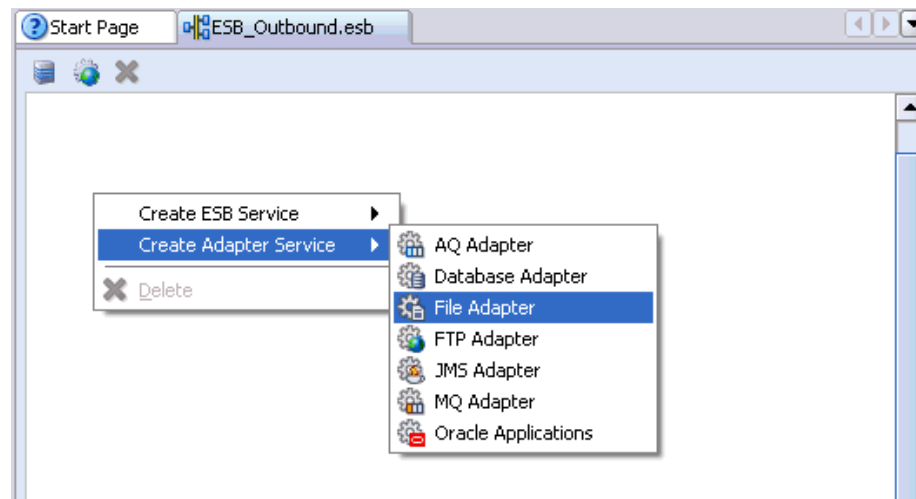 Start Page
ESB_Outbound.esb
Create ESB Service
Create Adapter Service
Delete
AQ Adapter
Database Adapter
File Adapter
FTP Adapter
JMS Adapter
MQ Adapter
Oracle Applications